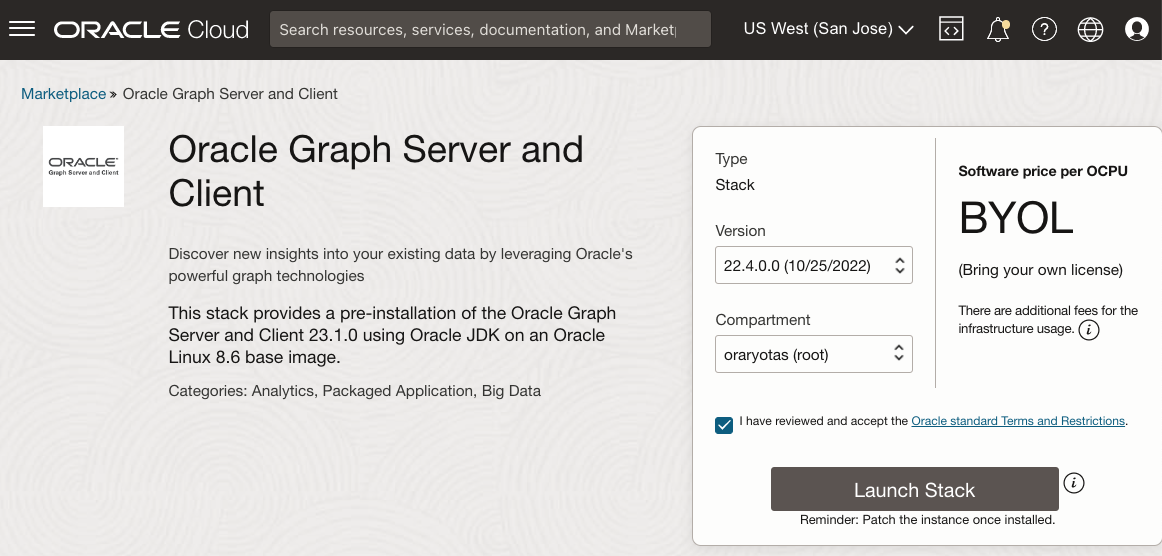 ORACLE Cloud
Search resources, services, documentation, and Market
US West (San Jose)
Marketplace » Oracle Graph Server and Client
ORACLE
Graph Server and Client
Oracle Graph Server and
Client
Discover new insights into your existing data by leveraging Oracle's
powerful graph technologies
This stack provides a pre-installation of the Oracle Graph
Server and Client 23.1.0 using Oracle JDK on an Oracle
Linux 8.6 base image.
Categories: Analytics, Packaged Application, Big Data
Type
Stack
Version
22.4.0.0 (10/25/2022)
Compartment
oraryotas (root)
Software price per OCPU
BYOL
(Bring your own license)
There are additional fees for the
infrastructure usage.
I have reviewed and accept the Oracle standard Terms and Restrictions.
Launch Stack
Reminder: Patch the instance once installed.